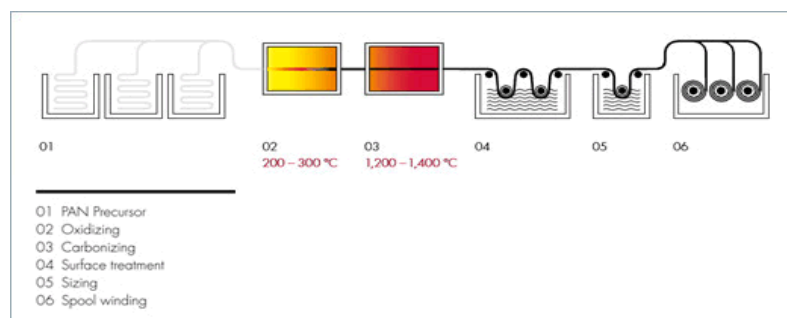 01 02 03 04 05 06
200 – 300 °C 1,200 – 1,400 °C
01 PAN Precursor
02 Oxidizing
03 Carbonizing
04 Surface treatment
05 Sizing
06 Spool winding